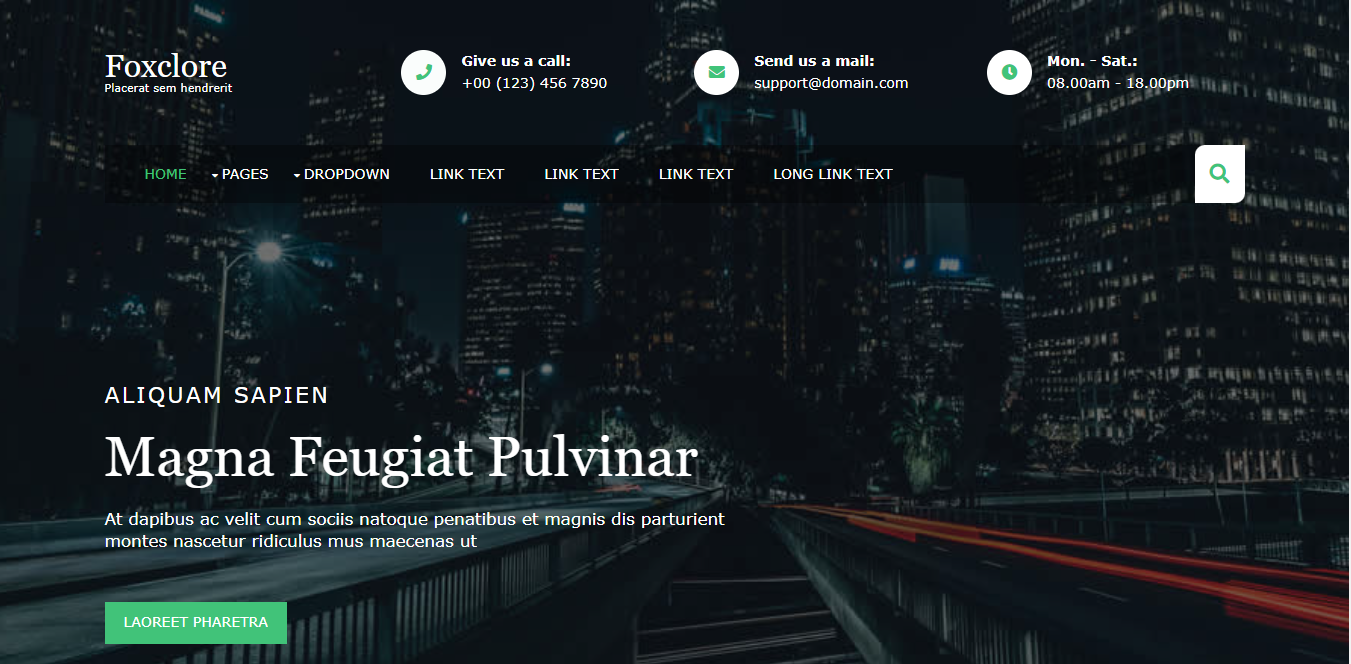 Foxclore
Placerat sem hendrerit
Give us a call:
+00 (123) 456 7890
Send us a mail:
support@domain.com
Mon. - Sat.:
08.00am - 18.00pm
HOME PAGES DROPDOWN LINK TEXT LINK TEXT LINK TEXT LONG LINK TEXT
ALIQUAM SAPIEN
Magna Feugiat Pulvinar
At dapibus ac velit cum sociis natoque penatibus et magnis dis parturient
montes nascetur ridiculus mus maecenas ut
LAOREET PHARETRA